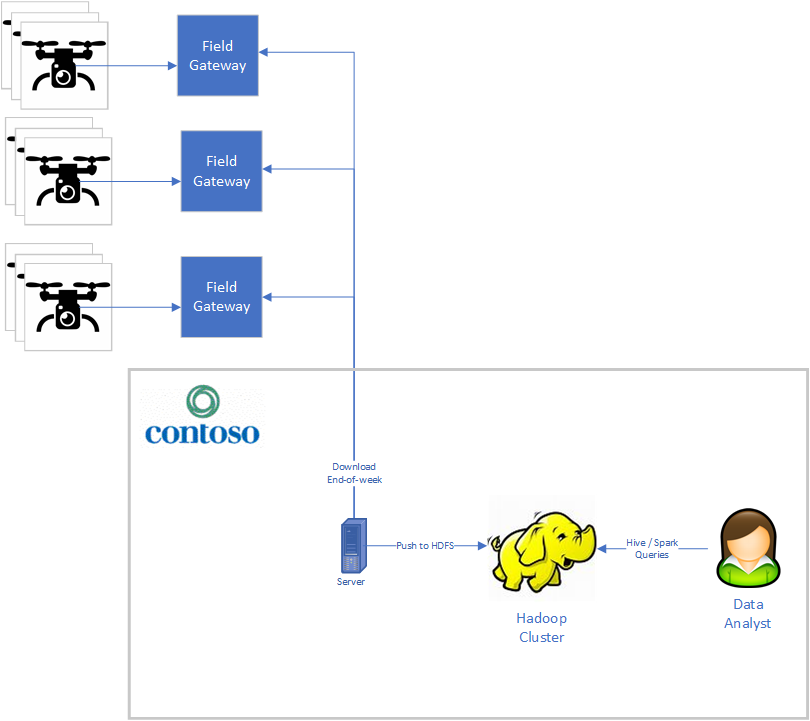 Field
Gateway
Field
Gateway
Field
Gateway
contoso
Download
End-of-week
Push to HDFS
Hive / Spark
Queries
Server
Hadoop
Cluster
Data
Analyst